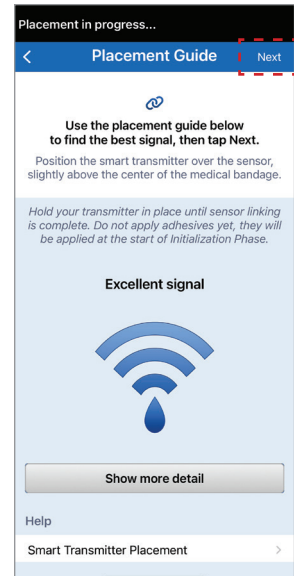 Placement in progress...
Placement Guide
Next
Use the placement guide below
to find the best signal, then tap Next.
Position the smart transmitter over the sensor,
slightly above the center of the medical bandage.
Hold your transmitter in place until sensor linking
is complete. Do not apply adhesives yet, they will
be applied at the start of Initialization Phase.
Excellent signal
Show more detail
Help
Smart Transmitter Placement